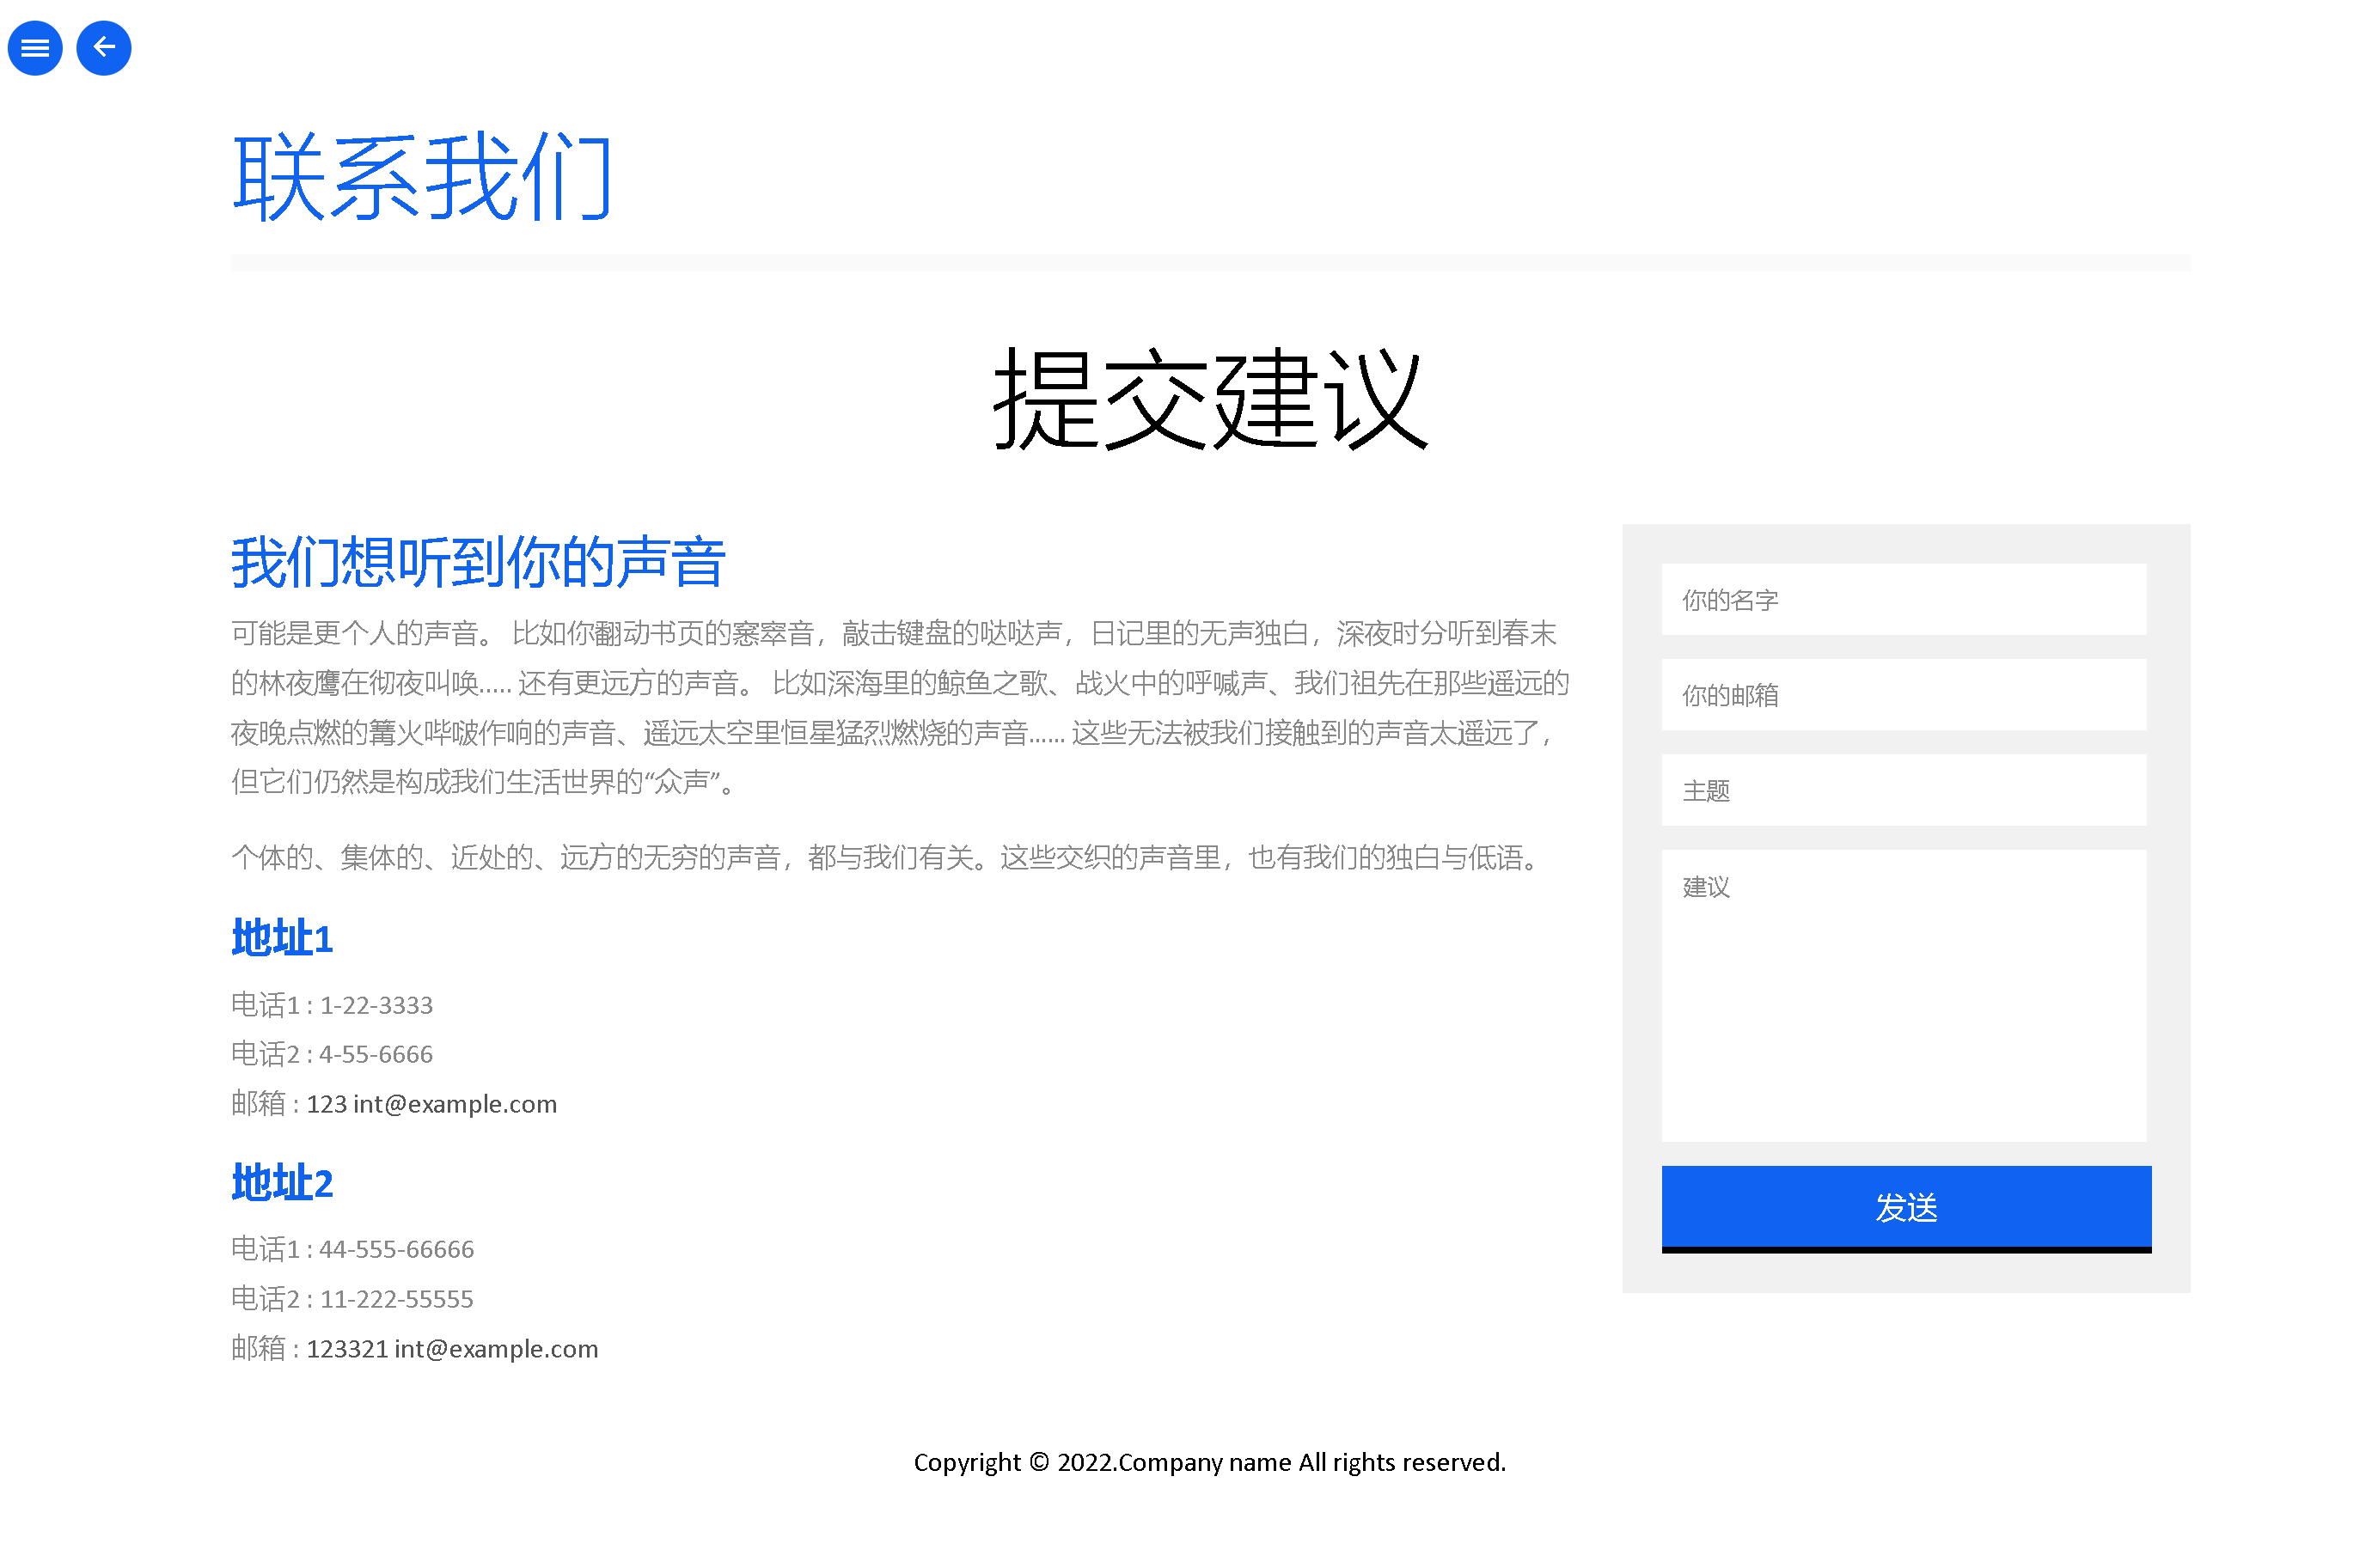 联系我们
提交建议
我们想听到你的声音
可能是更个人的声音。 比如你翻动书页的窸窣音，敲击键盘的哒哒声，日记里的无声独白，深夜时分听到春末
的林夜鹰在彻夜叫唤..... 还有更远方的声音。 比如深海里的鲸鱼之歌、战火中的呼喊声、我们祖先在那些遥远的
夜晚点燃的篝火哔啵作响的声音、遥远太空里恒星猛烈燃烧的声音...... 这些无法被我们接触到的声音太遥远了，
但它们仍然是构成我们生活世界的“众声”。
个体的、集体的、近处的、远方的无穷的声音，都与我们有关。这些交织的声音里，也有我们的独白与低语。
地址1
电话1 : 1-22-3333
电话2 : 4-55-6666
邮箱 : 123 int@example.com
地址2
电话1 : 44-555-66666
电话2 : 11-222-55555
邮箱 : 123321 int@example.com
你的名字
你的邮箱
主题
建议
发送
Copyright © 2022.Company name All rights reserved.